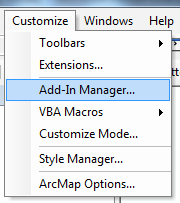 Customize Windows Help
Toolbars
Extensions...
Add-In Manager...
VBA Macros
Customize Mode...
Style Manager...
ArcMap Options...